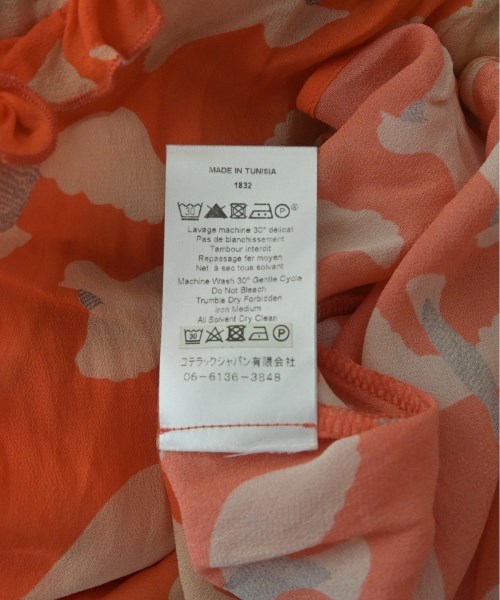 MADE IN TUNISIA
1832
30 P
Lavage machine 30° délicat
Pas de blanchissement
Tambour interdit
Repassage fer moyen
Net. à sec tous solvant
Machine Wash 30° Gentle Cycle
Do Not Bleach
Trumble Dry Forbidden
Iron Medium
All Solvent Dry Clean
30 P
コテラックジャパン有限会社
06-6136-3848